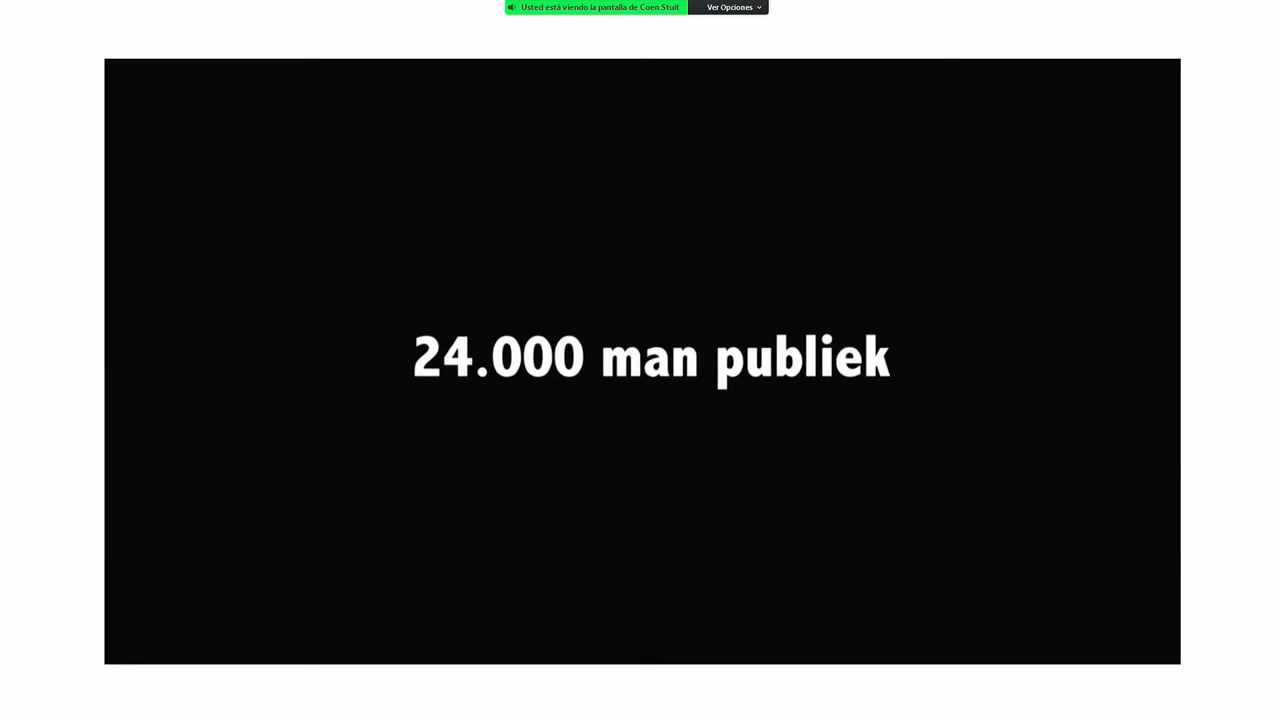 Usted está viendo la pantalla de Coen Stuit Ver Opciones
24.000 man publiek